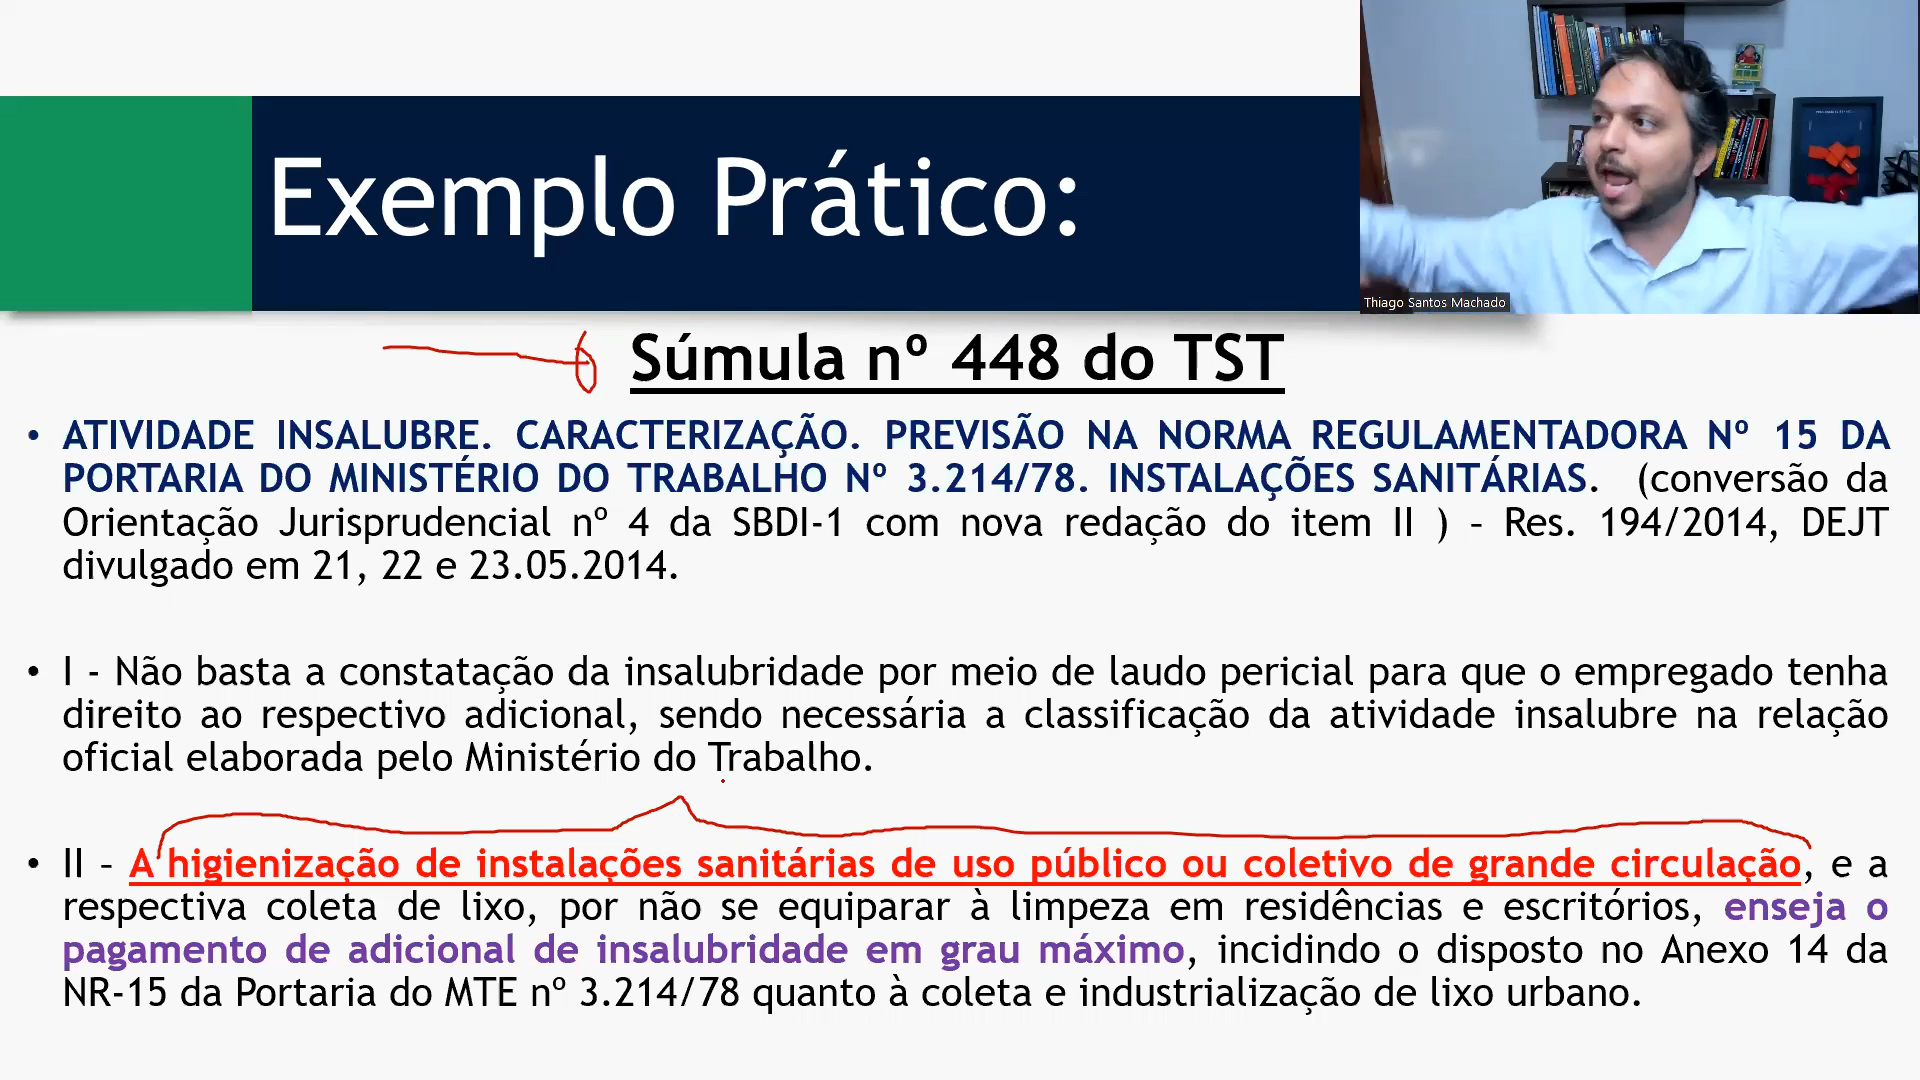 Exemplo Prático:
Thiago Santos Machado
Súmula nº 448 do TST
• ATIVIDADE INSALUBRE. CARACTERIZAÇÃO. PREVISÃO NA NORMA REGULAMENTADORA Nº 15 DA
PORTARIA DO MINISTÉRIO DO TRABALHO Nº 3.214/78. INSTALAÇÕES SANITÁRIAS. (conversão da
Orientação Jurisprudencial nº 4 da SBDI-1 com nova redação do item II ) – Res. 194/2014, DEJT
divulgado em 21, 22 e 23.05.2014.
• I - Não basta a constatação da insalubridade por meio de laudo pericial para que o empregado tenha
direito ao respectivo adicional, sendo necessária a classificação da atividade insalubre na relação
oficial elaborada pelo Ministério do Trabalho.
• II – A higienização de instalações sanitárias de uso público ou coletivo de grande circulação, e a
respectiva coleta de lixo, por não se equiparar à limpeza em residências e escritórios, enseja o
pagamento de adicional de insalubridade em grau máximo, incidindo o disposto no Anexo 14 da
NR-15 da Portaria do MTE nº 3.214/78 quanto à coleta e industrialização de lixo urbano.